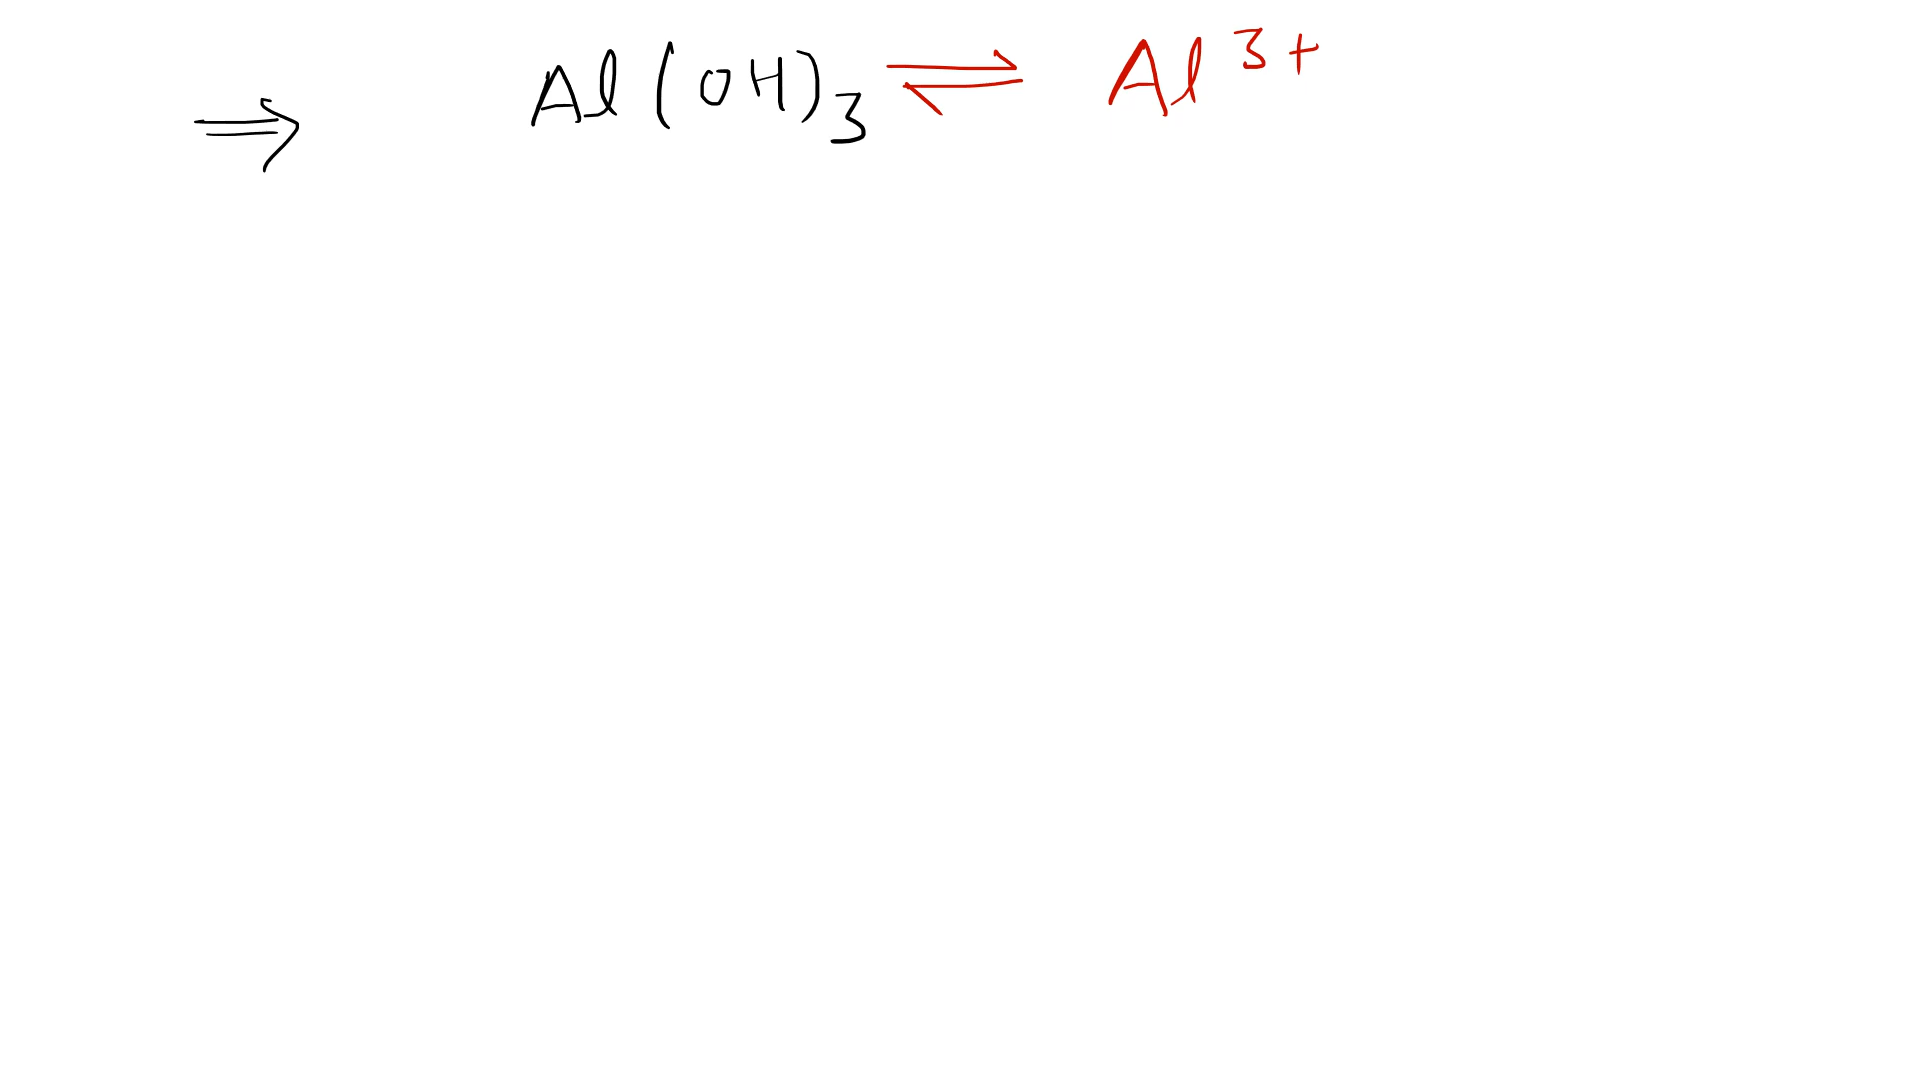 ⇒ Al(OH)₃ ⇌ Al³⁺